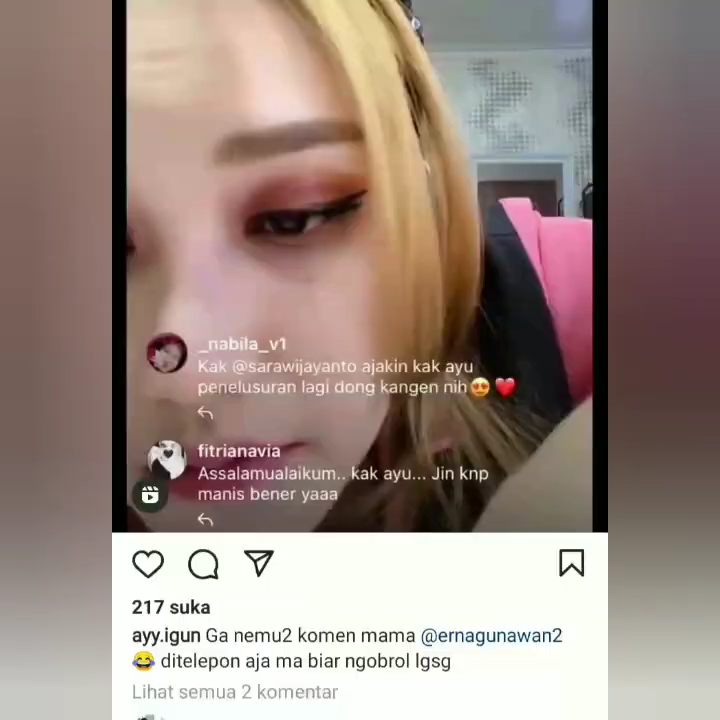 _nabila_v1
Kak @sarawijayanto ajakin kak ayu
penelusuran lagi dong kangen nih😍❤️
fitrianavia
Assalamualaikum.. kak ayu... Jin knp
manis bener yaaa
217 suka
ayy.igun Ga nemu2 komen mama @ernagunawan2
😂 ditelepon aja ma biar ngobrol lgsg
Lihat semua 2 komentar